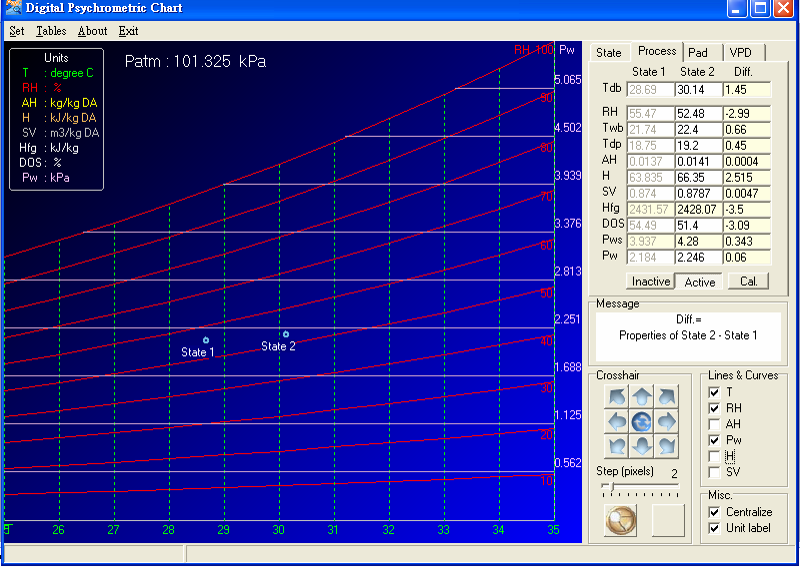 Digital Psychrometric Chart
Set Tables About Exit
Units
T : degree C
RH : %
AH : kg/kg DA
H : kJ/kg DA
SV : m3/kg DA
Hfg : kJ/kg
DOS : %
Pw : kPa
Patm : 101.325 kPa
RH 100
90
80
70
60
50
40
30
20
10
Pw
5.065
4.502
3.939
3.376
2.813
2.251
1.688
1.125
0.562
State 1
State 2
26 27 28 29 30 31 32 33 34 35
State Process Pad VPD
State 1 State 2 Diff.
Tdb 28.69 30.14 1.45
RH 55.47 52.48 -2.99
Twb 21.74 22.4 0.66
Tdp 18.75 19.2 0.45
AH 0.0137 0.0141 0.0004
H 63.835 66.35 2.515
SV 0.874 0.8787 0.0047
Hfg 2431.57 2428.07 -3.5
DOS 54.49 51.4 -3.09
Pws 3.937 4.28 0.343
Pw 2.184 2.246 0.06
Inactive Active Cal.
Message
Diff.=
Properties of State 2 - State 1
Crosshair
Step (pixels) 2
Lines & Curves
T
RH
AH
Pw
H
SV
Misc.
Centralize
Unit label